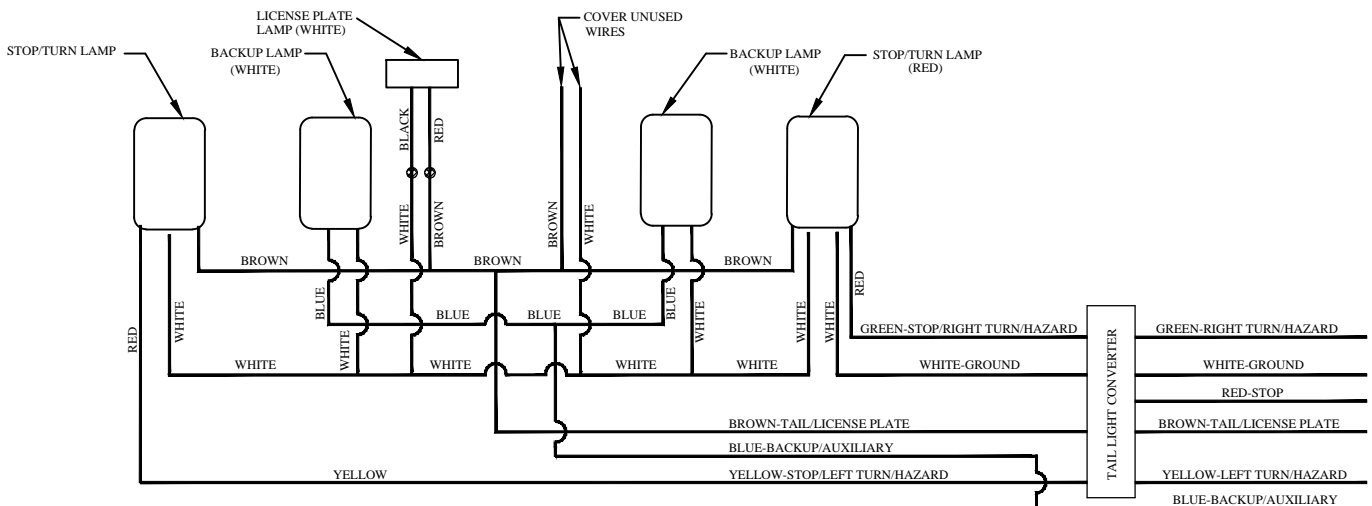 LICENSE PLATE
LAMP (WHITE)
COVER UNUSED
WIRES
STOP/TURN LAMP
BACKUP LAMP
(WHITE)
BACKUP LAMP
(WHITE)
STOP/TURN LAMP
(RED)
BLACK
RED
WHITE
BROWN
BROWN
WHITE
BROWN
BROWN
BROWN
RED
WHITE
BLUE
WHITE
BLUE
WHITE
WHITE
WHITE
RED
BLUE
BLUE
BLUE
WHITE
WHITE
WHITE
WHITE
GREEN-STOP/RIGHT TURN/HAZARD
WHITE-GROUND
BROWN-TAIL/LICENSE PLATE
BLUE-BACKUP/AUXILIARY
YELLOW
YELLOW-STOP/LEFT TURN/HAZARD
TAIL LIGHT CONVERTER
GREEN-RIGHT TURN/HAZARD
WHITE-GROUND
RED-STOP
BROWN-TAIL/LICENSE PLATE
YELLOW-LEFT TURN/HAZARD
BLUE-BACKUP/AUXILIARY